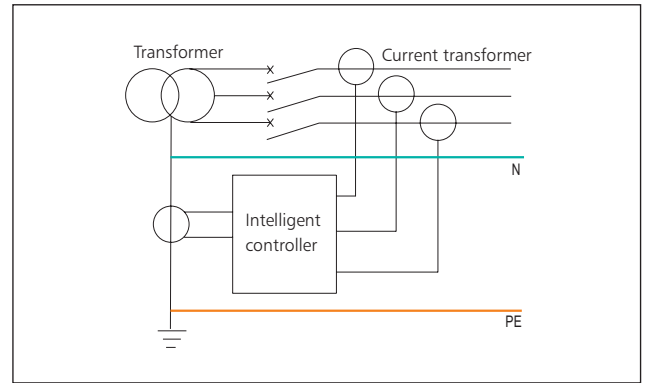 Transformer
Current transformer
N
Intelligent
controller
PE